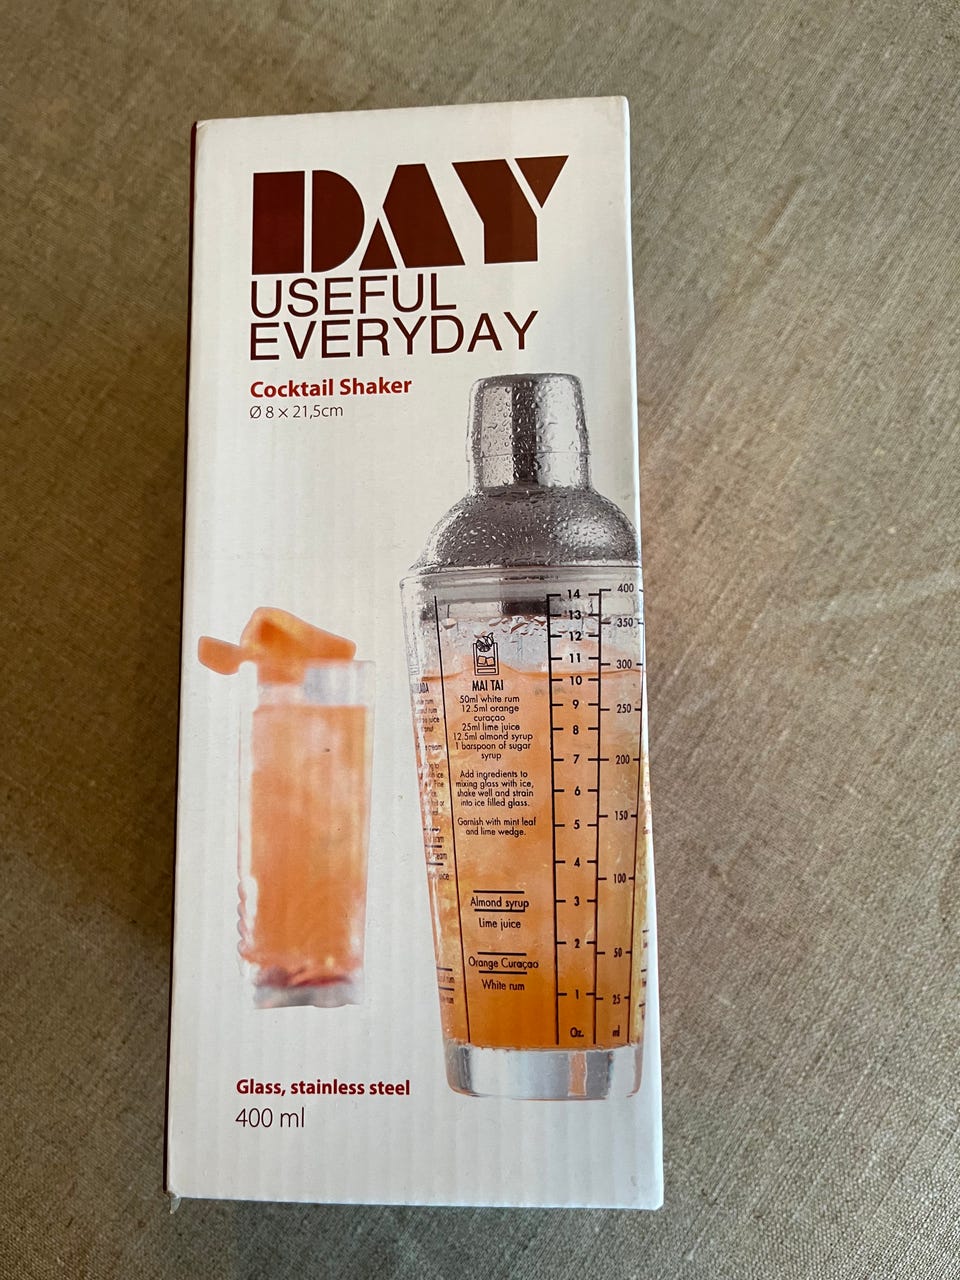 DAY
USEFUL
EVERYDAY
Cocktail Shaker
Ø 8 x 21,5cm
MAI TAI
50ml white rum
12.5ml orange
curaçao
25ml lime juice
12.5ml almond syrup
1 barspoon of sugar
syrup
Add ingredients to
mixing glass with ice,
shake well and strain
into ice filled glass.
Garnish with mint leaf
and lime wedge.
Almond syrup
Lime juice
Orange Curaçao
White rum
14
13
12
11
10
9
8
7
6
5
4
3
2
1
Oz.
400
350
300
250
200
150
100
50
25
ml
Glass, stainless steel
400 ml